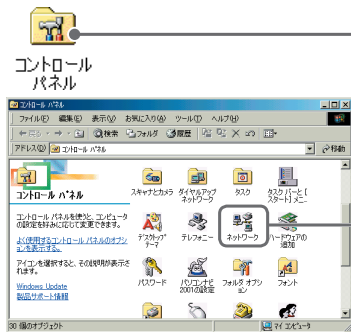 コントロール
パネル
コントロール パネル
ファイル(F) 編集(E) 表示(V) お気に入り(A) ツール(T) ヘルプ(H)
戻る 検索 フォルダ 履歴
アドレス(D) コントロール パネル 移動
コントロール パネル
コントロール パネルを使うと、コンピュータ
の設定を好みに応じて変更できます。
よく使用するコントロール パネルのオプシ
ョンを表示する。
アイコンを選択すると、その説明が表示さ
れます。
Windows Update
製品サポート情報
スキャナとカメラ
ダイヤルアップ
ネットワーク
タスク
タスク バーと [
スタート] メニ...
デスクトップ
テーマ
テレフォニー
ネットワーク
ハードウェアの
追加
パスワード
パソコンナビ
2001の設定
フォルダ オプシ
ョン
フォント
30 個のオブジェクト
マイ コンピュータ